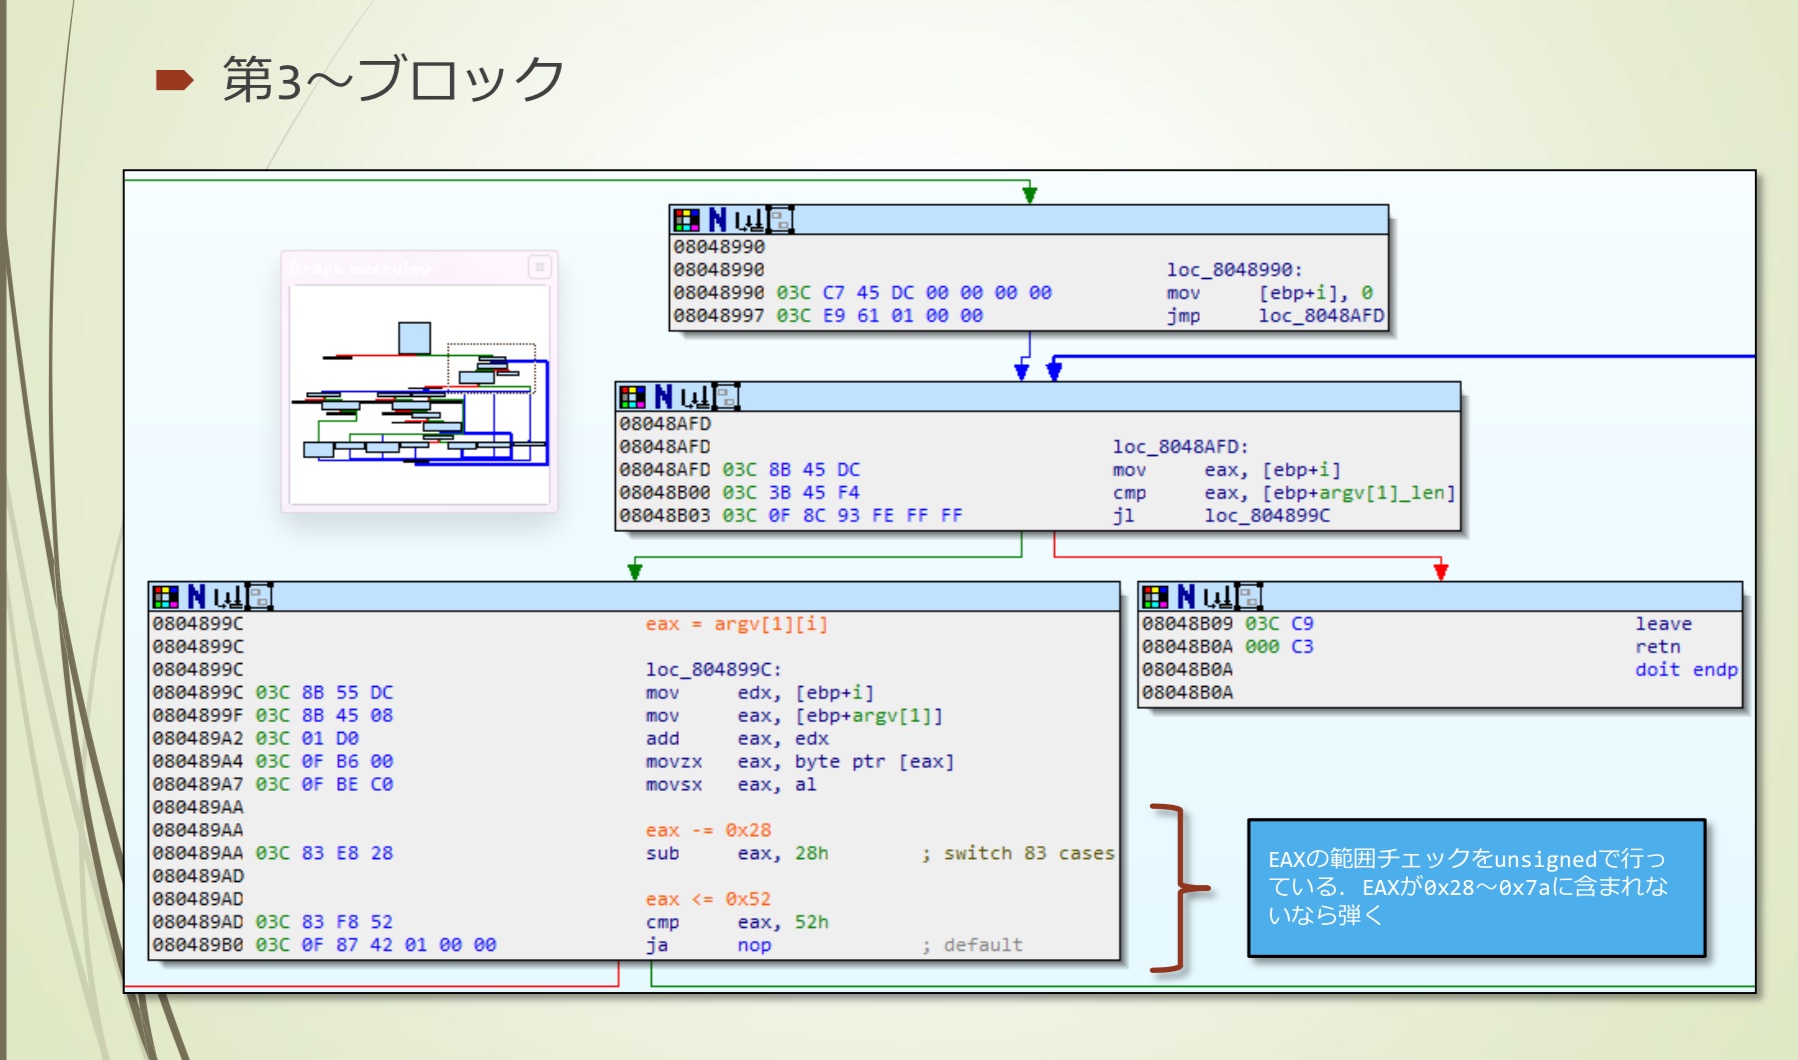 第3～ブロック
Graph overview
08048990
08048990 loc_8048990:
08048990 03C C7 45 DC 00 00 00 00 mov [ebp+i], 0
08048997 03C E9 61 01 00 00 jmp loc_8048AFD
08048AFD
08048AFD loc_8048AFD:
08048AFD 03C 8B 45 DC mov eax, [ebp+i]
08048B00 03C 3B 45 F4 cmp eax, [ebp+argv[1]_len]
08048B03 03C 0F 8C 93 FE FF FF jl loc_804899C
0804899C eax = argv[1][i]
0804899C
0804899C loc_804899C:
0804899C 03C 8B 55 DC mov edx, [ebp+i]
0804899F 03C 8B 45 08 mov eax, [ebp+argv[1]]
080489A2 03C 01 D0 add eax, edx
080489A4 03C 0F B6 00 movzx eax, byte ptr [eax]
080489A7 03C 0F BE C0 movsx eax, al
080489AA
080489AA eax -= 0x28
080489AA 03C 83 E8 28 sub eax, 28h ; switch 83 cases
080489AD
080489AD eax <= 0x52
080489AD 03C 83 F8 52 cmp eax, 52h
080489B0 03C 0F 87 42 01 00 00 ja nop ; default
08048B09 03C C9 leave
08048B0A 000 C3 retn
08048B0A doit endp
08048B0A
EAXの範囲チェックをunsignedで行っ
ている．EAXが0x28～0x7aに含まれな
いなら弾く